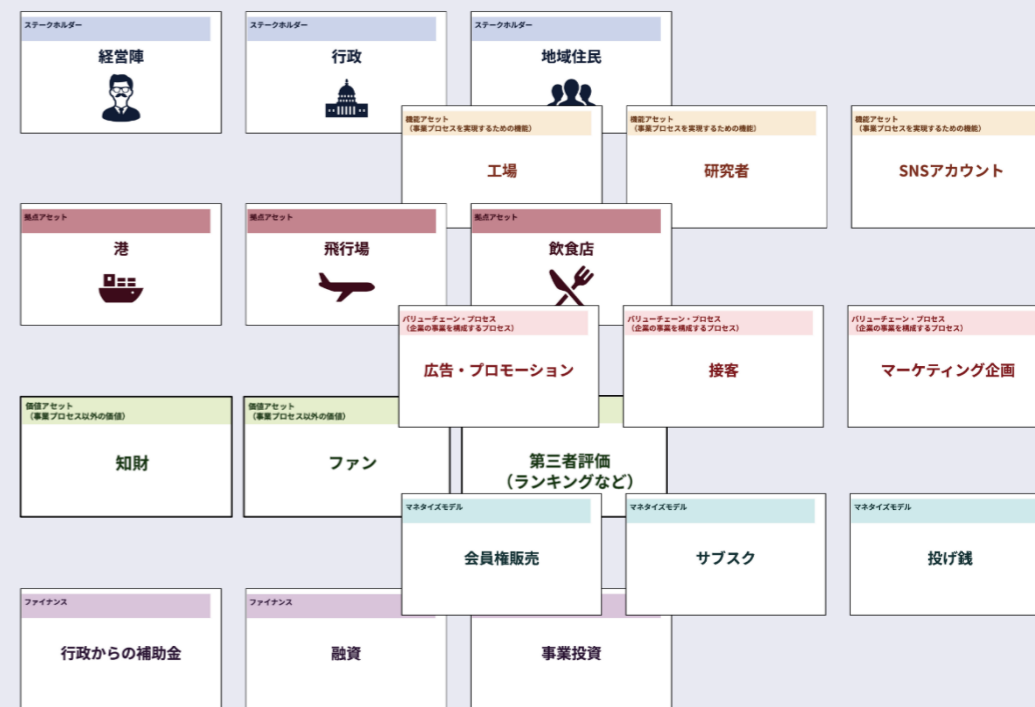 ステークホルダー
経営陣
ステークホルダー
行政
ステークホルダー
地域住民
機能アセット
（事業プロセスを実現するための機能）
工場
機能アセット
（事業プロセスを実現するための機能）
研究者
機能アセット
（事業プロセスを実現するための機能）
SNSアカウント
拠点アセット
港
拠点アセット
飛行場
拠点アセット
飲食店
バリューチェーン・プロセス
（企業の事業を構成するプロセス）
広告・プロモーション
バリューチェーン・プロセス
（企業の事業を構成するプロセス）
接客
バリューチェーン・プロセス
（企業の事業を構成するプロセス）
マーケティング企画
価値アセット
（事業プロセス以外の価値）
知財
価値アセット
（事業プロセス以外の価値）
ファン
第三者評価
（ランキングなど）
マネタイズモデル
会員権販売
マネタイズモデル
サブスク
マネタイズモデル
投げ銭
ファイナンス
行政からの補助金
ファイナンス
融資
事業投資